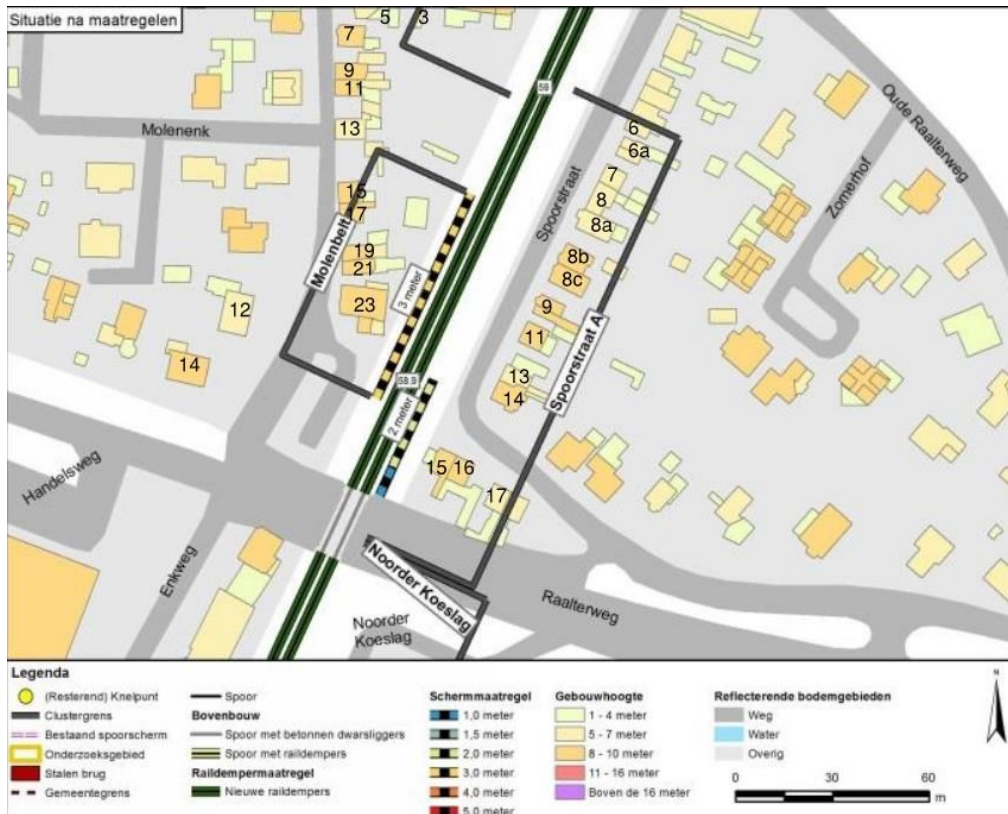 Situatie na maatregelen
5
3
7
9
11
59
13
Molenenk
6
6a
Oude Raalterweg
7
8
8a
15
17
Molenbelt
Spoorstraat
Zomerhof
19
21
23
3 meter
8b
8c
9
12
11
14
58.9
2 meter
13
14
Spoorstraat A
Handelsweg
15
16
17
Enkweg
Noorder Koeslag
Noorder
Koeslag
Raalterweg
Legenda
(Resterend) Knelpunt
Clustergrens
Bestaand spoorscherm
Onderzoeksgebied
Stalen brug
Gemeentegrens
Spoor
Bovenbouw
Spoor met betonnen dwarsliggers
Spoor met raildempers
Raildempermaatregel
Nieuwe raildempers
Schermmaatregel
1,0 meter
1,5 meter
2,0 meter
3,0 meter
4,0 meter
5,0 meter
Gebouwhoogte
1 - 4 meter
5 - 7 meter
8 - 10 meter
11 - 16 meter
Boven de 16 meter
Reflecterende bodemgebieden
Weg
Water
Overig
N
0 30 60
m